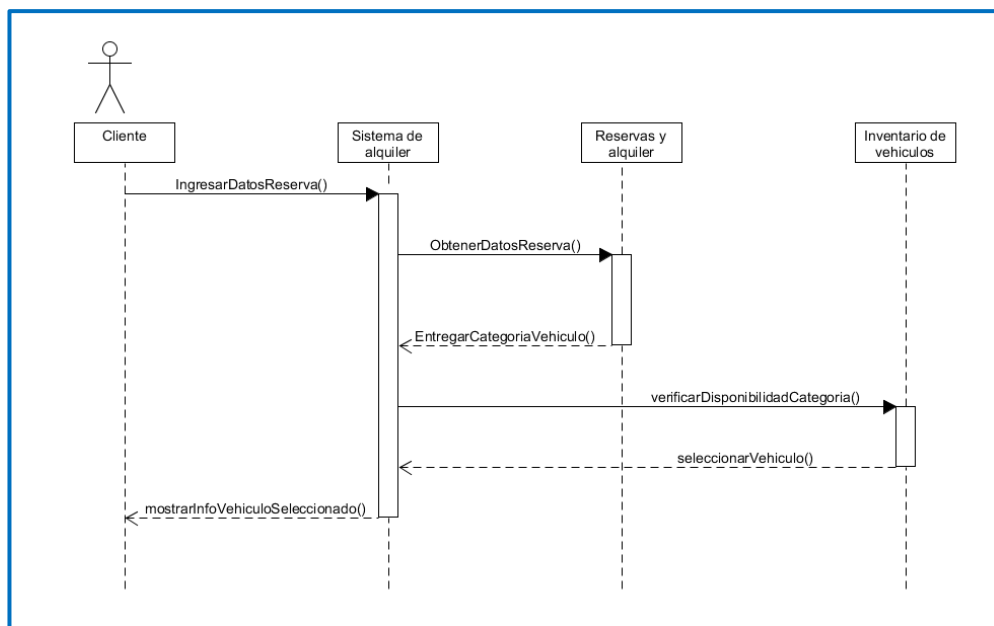 Cliente
Sistema de
alquiler
Reservas y
alquiler
Inventario de
vehiculos
IngresarDatosReserva()
ObtenerDatosReserva()
EntregarCategoriaVehiculo()
verificarDisponibilidadCategoria()
seleccionarVehiculo()
mostrarInfoVehiculoSeleccionado()